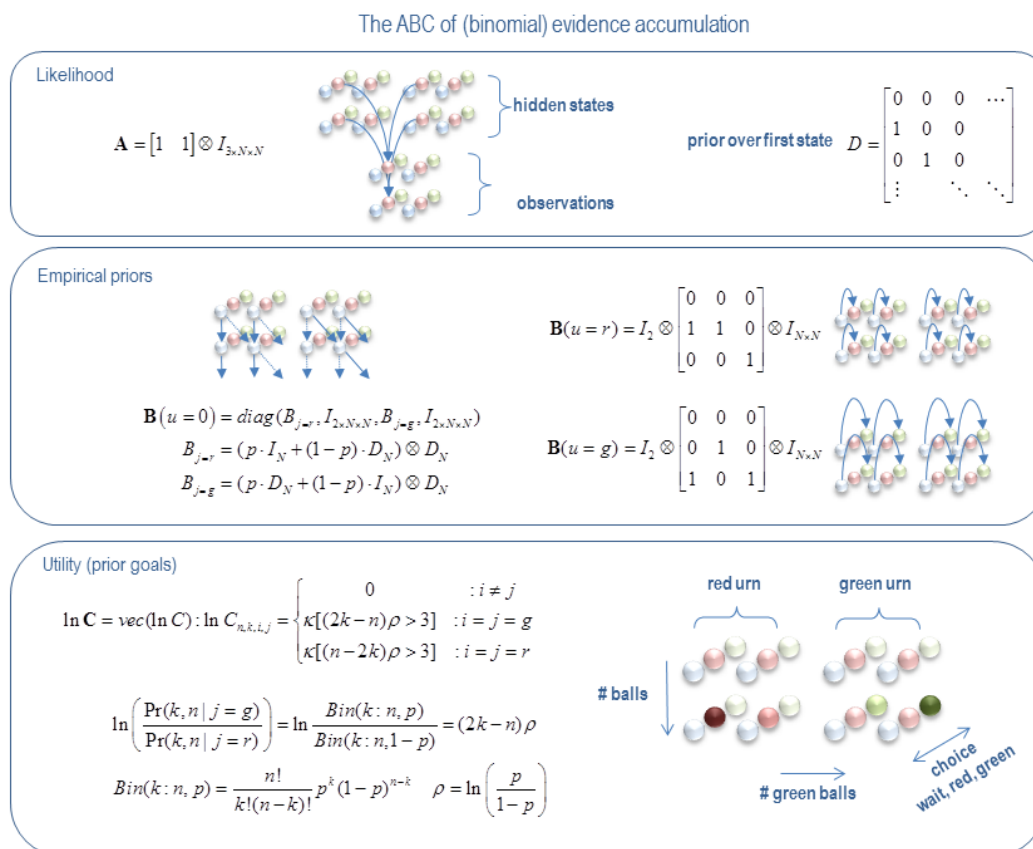 The ABC of (binomial) evidence accumulation
Likelihood
A = [1 1] ⊗ I_{3×N×N}
hidden states
observations
prior over first state
D = [0 0 0 ⋯
1 0 0
0 1 0
⋮ ⋱ ⋱]
Empirical priors
B(u = 0) = diag(B_{j=r}, I_{2×N×N}, B_{j=g}, I_{2×N×N})
B_{j=r} = (p · I_N + (1 − p) · D_N) ⊗ D_N
B_{j=g} = (p · D_N + (1 − p) · I_N) ⊗ D_N
B(u = r) = I_2 ⊗ [0 0 0
1 1 0
0 0 1] ⊗ I_{N×N}
B(u = g) = I_2 ⊗ [0 0 0
0 1 0
1 0 1] ⊗ I_{N×N}
Utility (prior goals)
ln C = vec(ln C) : ln C_{n,k,i,j} = {
0 : i ≠ j
κ[(2k − n)ρ > 3] : i = j = g
κ[(n − 2k)ρ > 3] : i = j = r
ln(Pr(k, n | j = g) / Pr(k, n | j = r)) = ln Bin(k : n, p) / Bin(k : n, 1 − p) = (2k − n)ρ
Bin(k : n, p) = n! / k!(n − k)! p^k (1 − p)^{n−k} ρ = ln(p / 1 − p)
red urn
green urn
# balls
# green balls
choice
wait, red, green